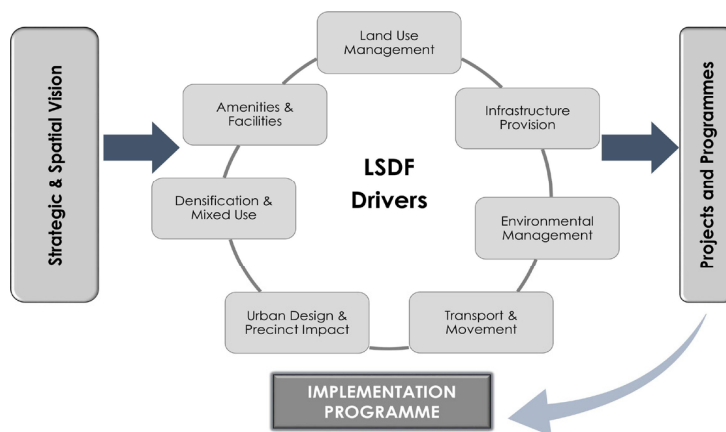 Strategic & Spatial Vision
Land Use
Management
Amenities &
Facilities
Infrastructure
Provision
LSDF
Drivers
Densification &
Mixed Use
Environmental
Management
Urban Design &
Precinct Impact
Transport &
Movement
Projects and Programmes
IMPLEMENTATION
PROGRAMME